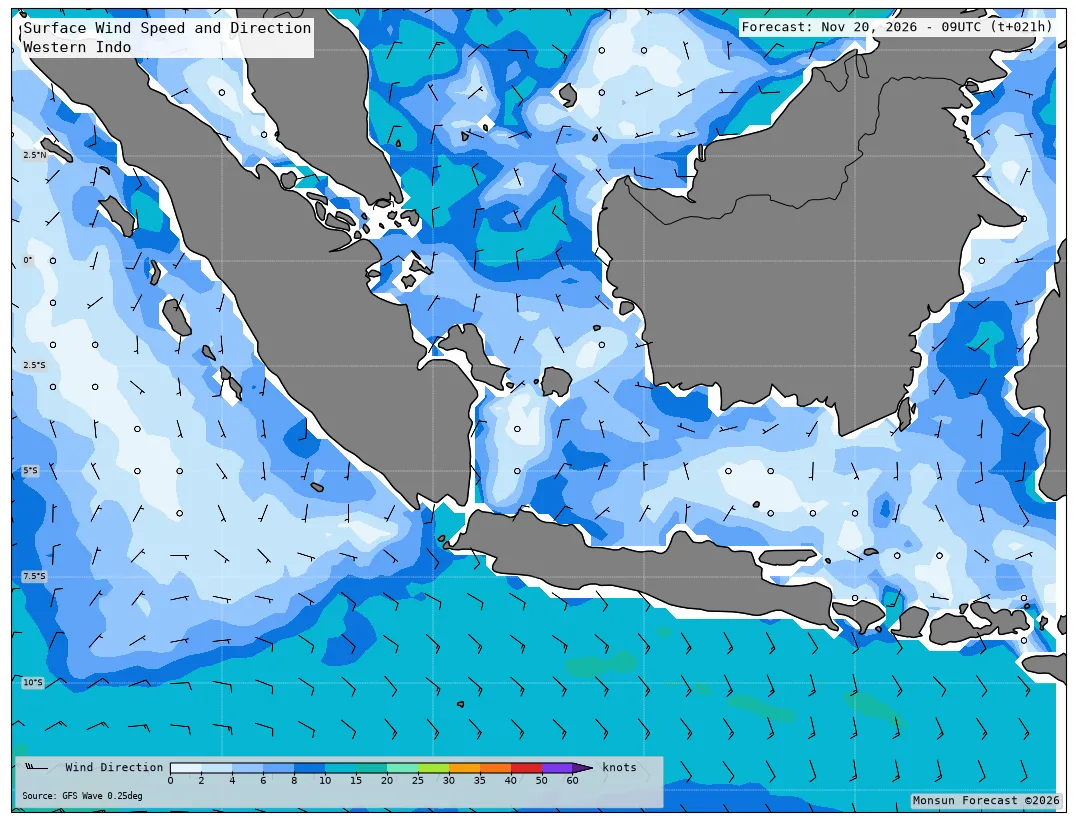 Surface Wind Speed and Direction
Western Indo
Forecast: Nov 20, 2026 - 09UTC (t+021h)
2.5°N
0°
2.5°S
5°S
7.5°S
10°S
Wind Direction
0 2 4 6 8 10 15 20 25 30 35 40 50 60
knots
Source: GFS Wave 0.25deg
Monsun Forecast ©2026